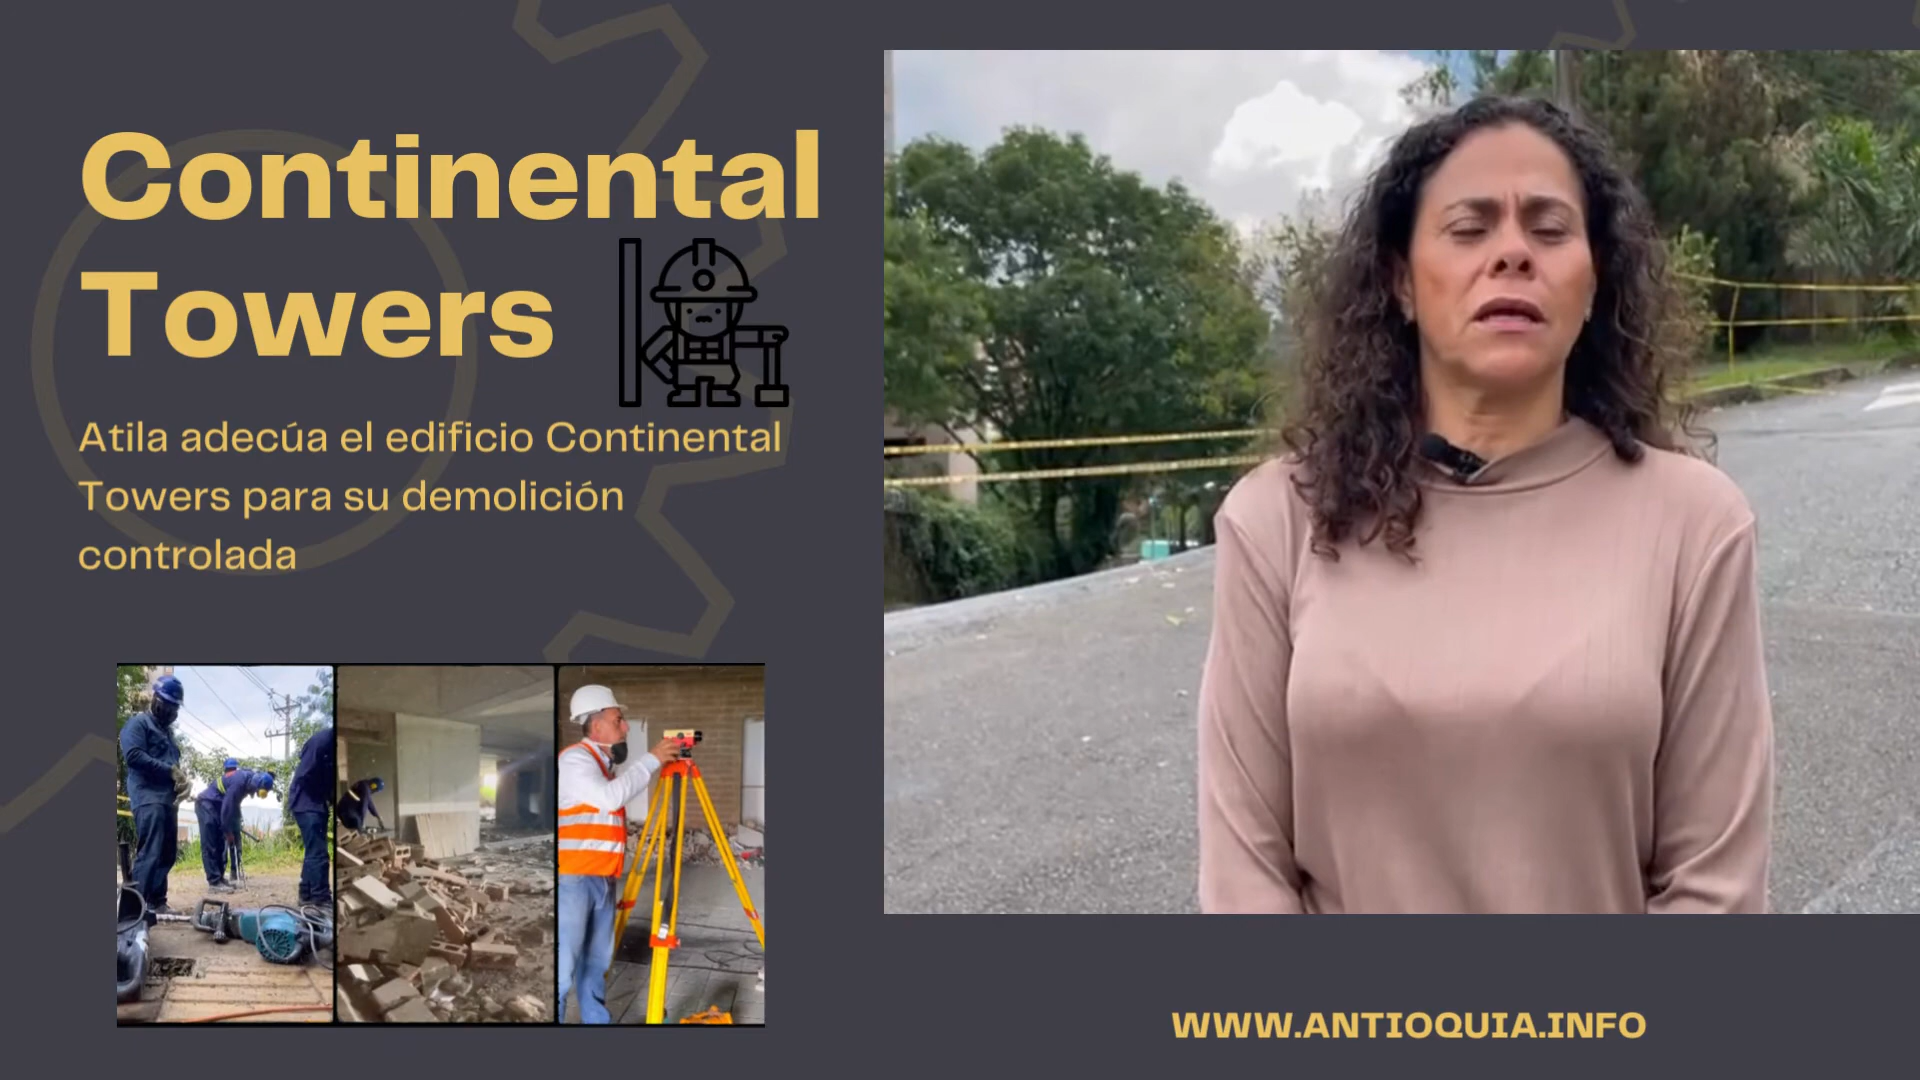 Continental
Towers
Atila adecúa el edificio Continental
Towers para su demolición
controlada
WWW.ANTIOQUIA.INFO